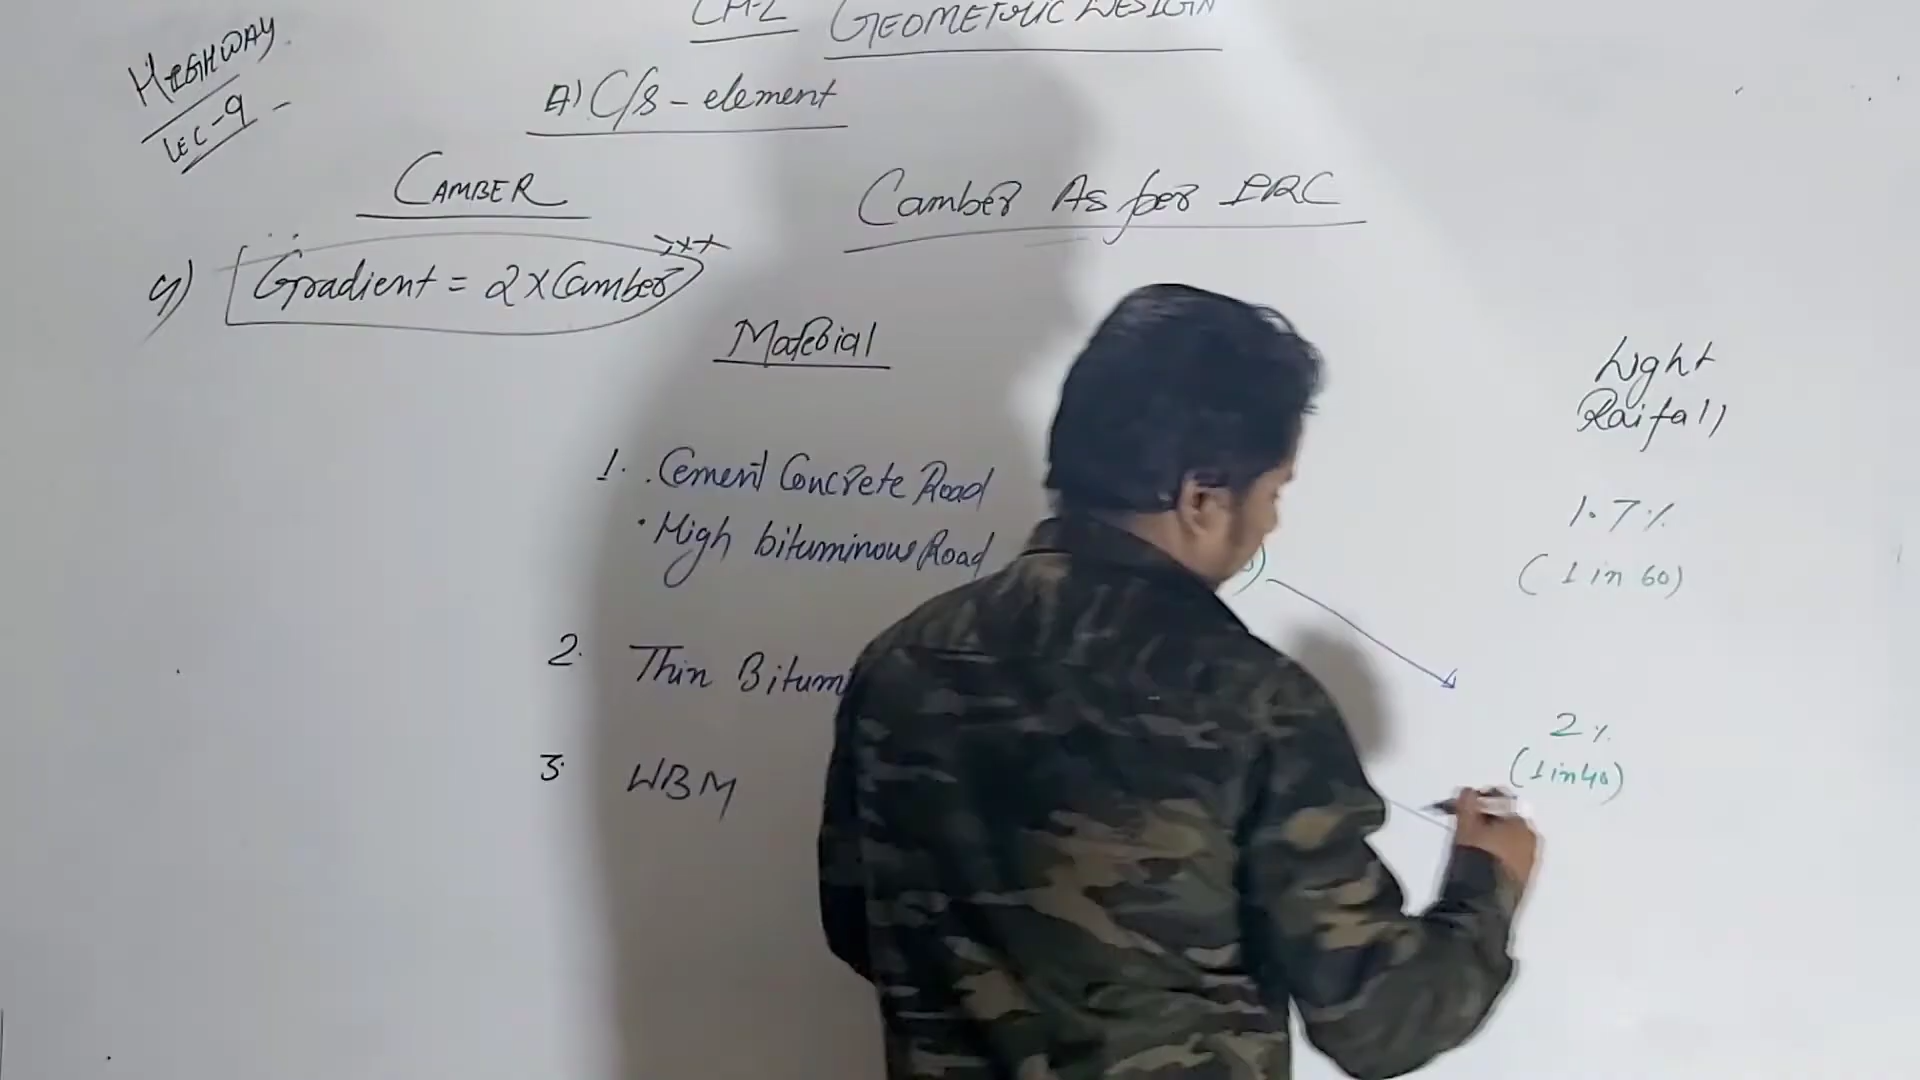 CH-2 GEOMETRIC DESIGN
HIGHWAY
LEC-9
A) C/S - element
CAMBER
Camber As per IRC
Gradient = 2 x Camber
Material
Light
Raifall
1. . Cement Concrete Road
1.7%
. High bituminous Road
(1 in 60)
2. Thin Bitum
2%
(1 in 40)
3. WBM